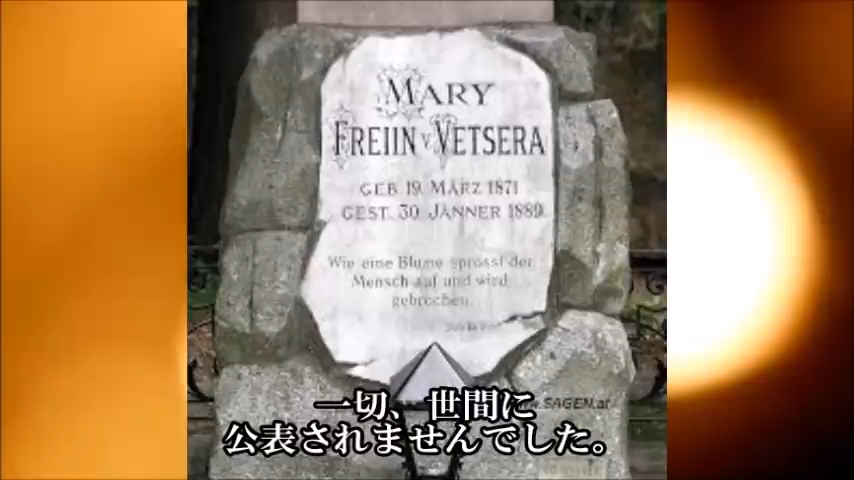 MARY
FREIIN v. VETSERA
GEB. 19. MÄRZ 1871
GEST. 30. JÄNNER 1889
Wie eine Blume sprosst der
Mensch auf und wird
gebrochen.
SAGEN.at
一切、世間に
公表されませんでした。